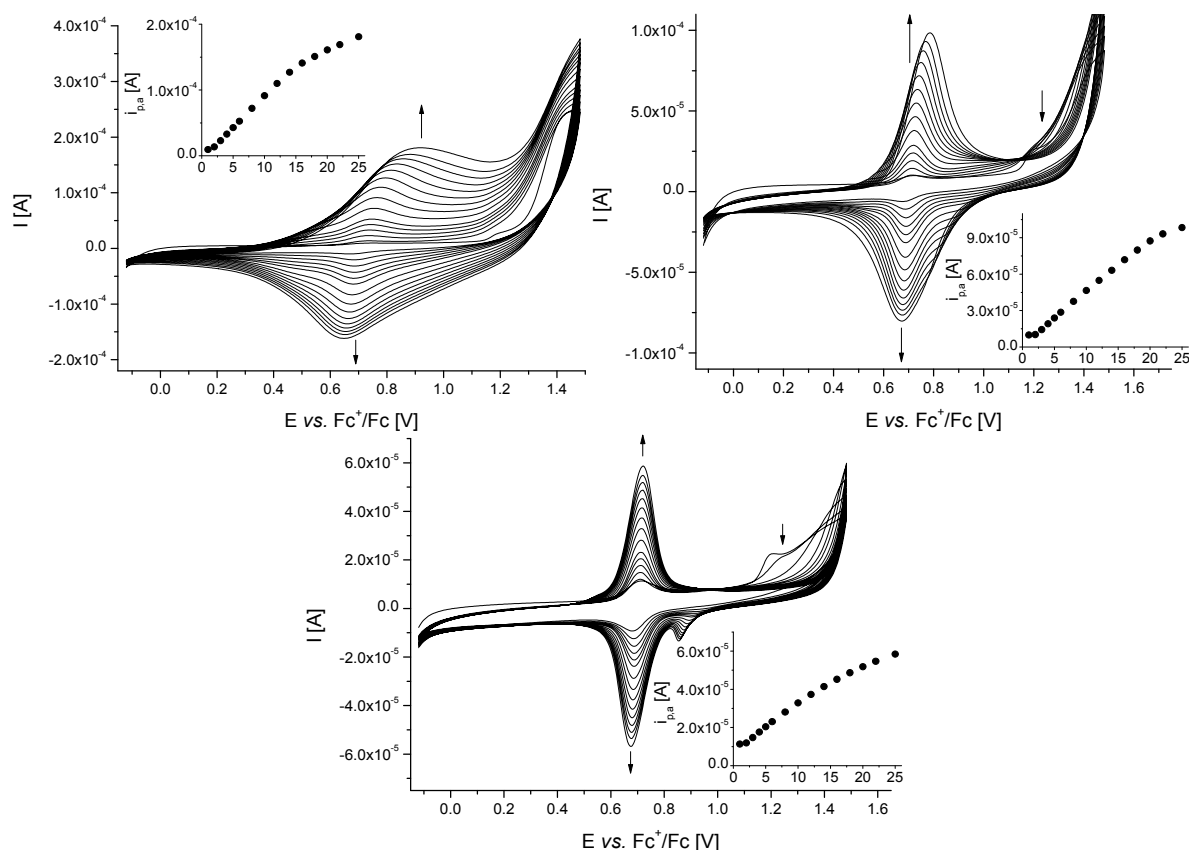 4.0x10⁻⁴
3.0x10⁻⁴
2.0x10⁻⁴
1.0x10⁻⁴
0.0
-1.0x10⁻⁴
-2.0x10⁻⁴
I [A]
0.0 0.2 0.4 0.6 0.8 1.0 1.2 1.4
E vs. Fc⁺/Fc [V]
2.0x10⁻⁴
1.0x10⁻⁴
0.0
i p,a [A]
0 5 10 15 20 25
1.0x10⁻⁴
5.0x10⁻⁵
0.0
-5.0x10⁻⁵
-1.0x10⁻⁴
I [A]
0.0 0.2 0.4 0.6 0.8 1.0 1.2 1.4 1.6
E vs. Fc⁺/Fc [V]
9.0x10⁻⁵
6.0x10⁻⁵
3.0x10⁻⁵
0.0
i p,a [A]
0 5 10 15 20 25
6.0x10⁻⁵
4.0x10⁻⁵
2.0x10⁻⁵
0.0
-2.0x10⁻⁵
-4.0x10⁻⁵
-6.0x10⁻⁵
I [A]
0.0 0.2 0.4 0.6 0.8 1.0 1.2 1.4 1.6
E vs. Fc⁺/Fc [V]
6.0x10⁻⁵
4.0x10⁻⁵
2.0x10⁻⁵
0.0
i p,a [A]
0 5 10 15 20 25